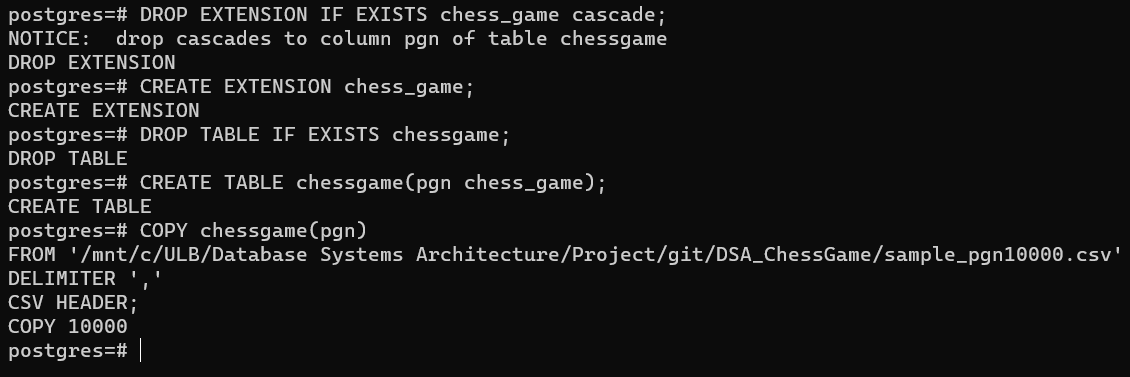 postgres=# DROP EXTENSION IF EXISTS chess_game cascade;
NOTICE:  drop cascades to column pgn of table chessgame
DROP EXTENSION
postgres=# CREATE EXTENSION chess_game;
CREATE EXTENSION
postgres=# DROP TABLE IF EXISTS chessgame;
DROP TABLE
postgres=# CREATE TABLE chessgame(pgn chess_game);
CREATE TABLE
postgres=# COPY chessgame(pgn)
FROM '/mnt/c/ULB/Database Systems Architecture/Project/git/DSA_ChessGame/sample_pgn10000.csv'
DELIMITER ','
CSV HEADER;
COPY 10000
postgres=#